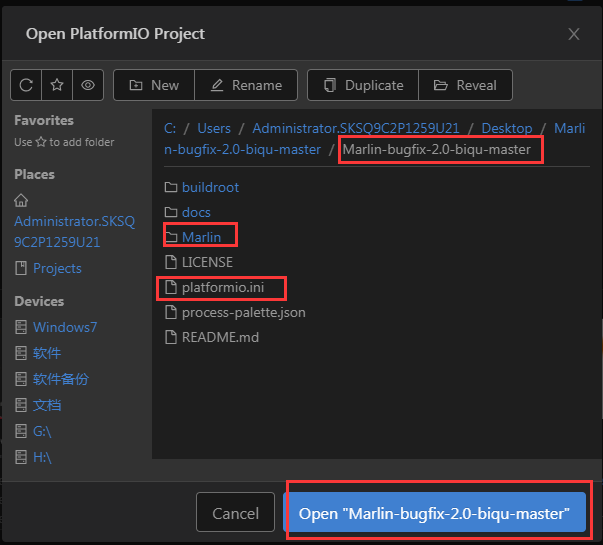 Open PlatformIO Project
New
Rename
Duplicate
Reveal
Favorites
Use ☆ to add folder
Places
Administrator.SKSQ
9C2P1259U21
Projects
Devices
Windows7
软件
软件备份
文档
G:\
H:\
C: / Users / Administrator.SKSQ9C2P1259U21 / Desktop / Marli
n-bugfix-2.0-biqu-master / Marlin-bugfix-2.0-biqu-master
buildroot
docs
Marlin
LICENSE
platformio.ini
process-palette.json
README.md
Cancel
Open "Marlin-bugfix-2.0-biqu-master"